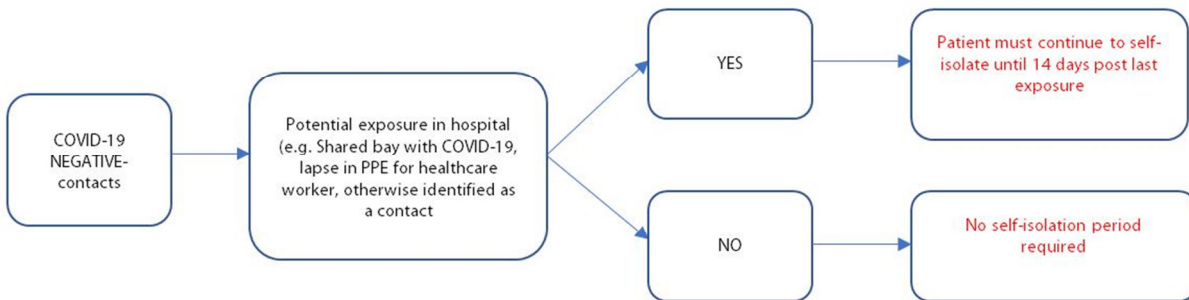 COVID-19
NEGATIVE-
contacts
Potential exposure in hospital
(e.g. Shared bay with COVID-19,
lapse in PPE for healthcare
worker, otherwise identified as
a contact
YES
Patient must continue to self-
isolate until 14 days post last
exposure
NO
No self-isolation period
required